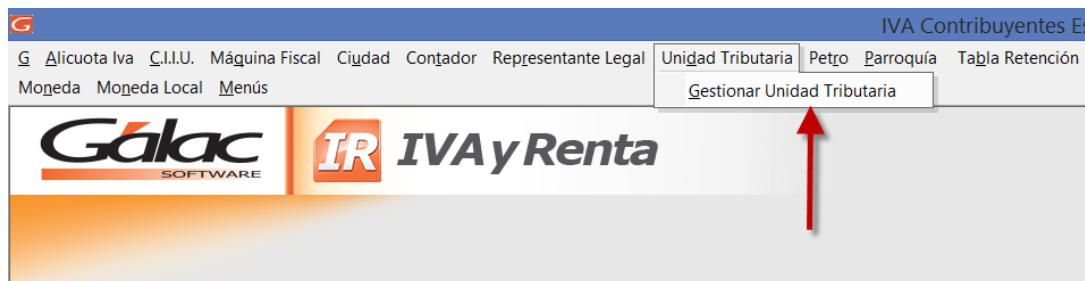 G
IVA Contribuyentes Es
G Alicuota Iva C.I.I.U. Máquina Fiscal Ciudad Contador Representante Legal Unidad Tributaria Petro Parroquía Tabla Retención
Moneda Moneda Local Menús
Gestionar Unidad Tributaria
Gálac
SOFTWARE
IR IVA y Renta